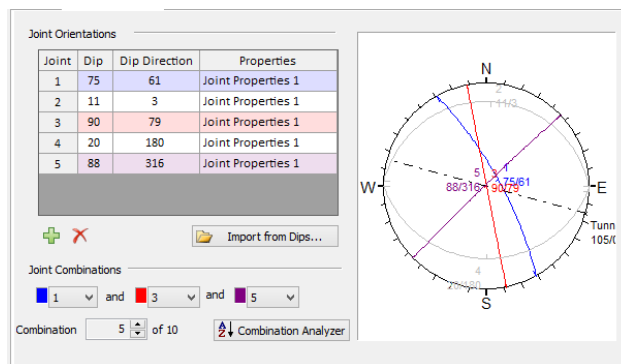 Joint Orientations
Joint Dip Dip Direction Properties
1 75 61 Joint Properties 1
2 11 3 Joint Properties 1
3 90 79 Joint Properties 1
4 20 180 Joint Properties 1
5 88 316 Joint Properties 1
Import from Dips...
Joint Combinations
1 and 3 and 5
Combination 5 of 10
A Z Combination Analyzer
N
2
11/3
5 3 1
75/61
88/316 90/79
W E
Tunn
105/0
4
20/180
S